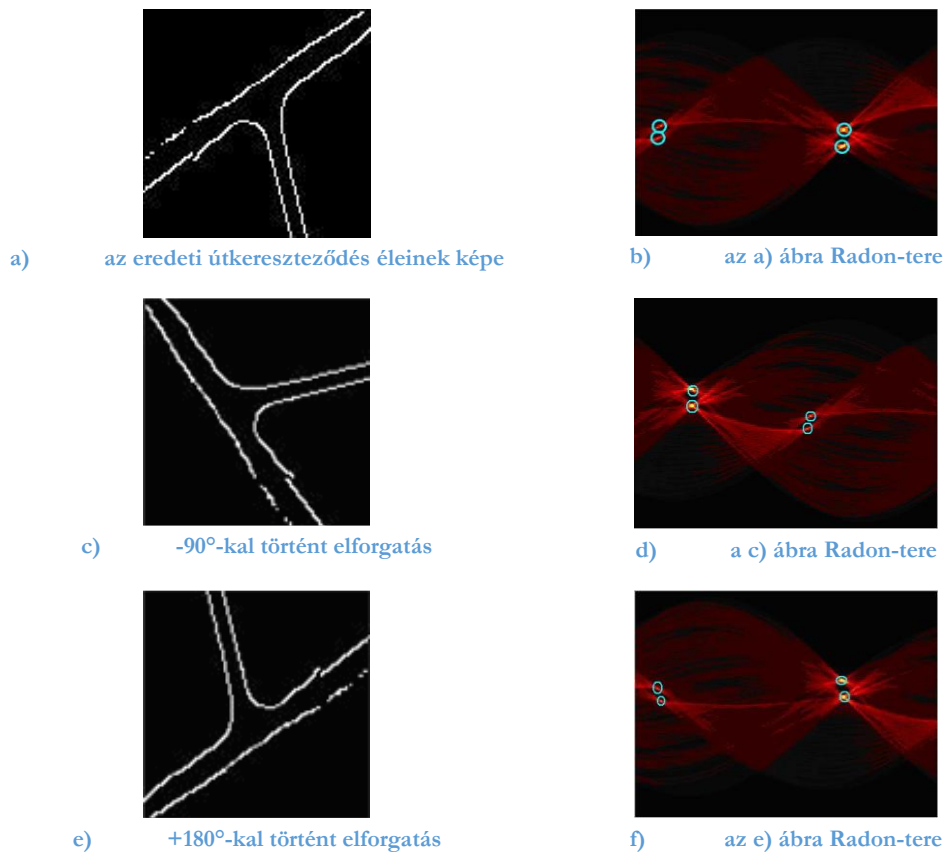 a) az eredeti útkereszteződés éleinek képe
b) az a) ábra Radon-tere
c) -90°-kal történt elforgatás
d) a c) ábra Radon-tere
e) +180°-kal történt elforgatás
f) az e) ábra Radon-tere